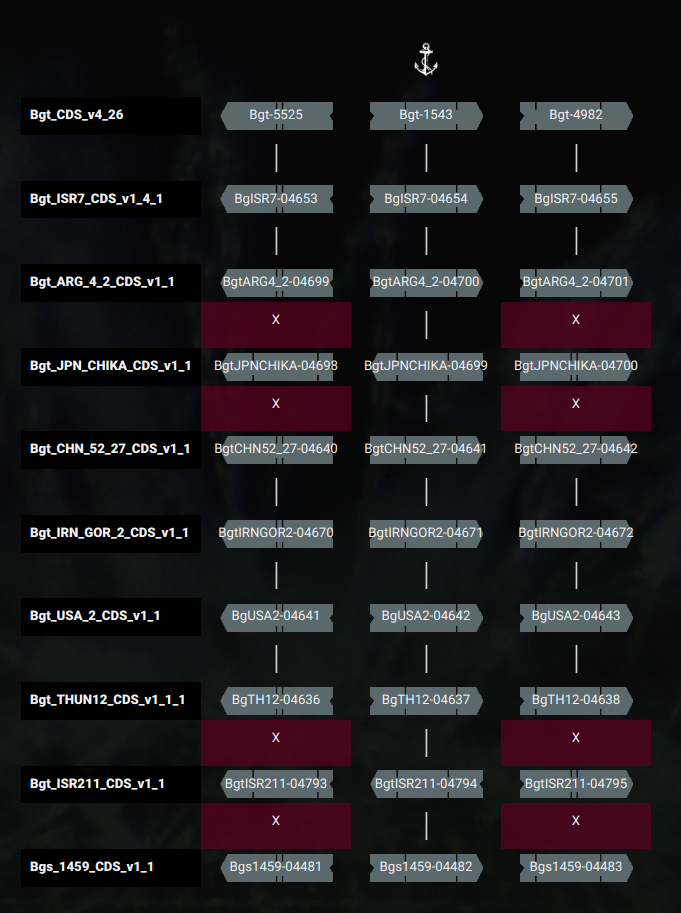 Bgt_CDS_v4_26 Bgt-5525 Bgt-1543 Bgt-4982
Bgt_ISR7_CDS_v1_4_1 BgISR7-04653 BgISR7-04654 BgISR7-04655
Bgt_ARG_4_2_CDS_v1_1 BgtARG4_2-04699 BgtARG4_2-04700 BgtARG4_2-04701
X X
Bgt_JPN_CHIKA_CDS_v1_1 BgtJPNCHIKA-04698 BgtJPNCHIKA-04699 BgtJPNCHIKA-04700
X X
Bgt_CHN_52_27_CDS_v1_1 BgtCHN52_27-04640 BgtCHN52_27-04641 BgtCHN52_27-04642
Bgt_IRN_GOR_2_CDS_v1_1 BgtIRNGOR2-04670 BgtIRNGOR2-04671 BgtIRNGOR2-04672
Bgt_USA_2_CDS_v1_1 BgUSA2-04641 BgUSA2-04642 BgUSA2-04643
Bgt_THUN12_CDS_v1_1_1 BgTH12-04636 BgTH12-04637 BgTH12-04638
X X
Bgt_ISR211_CDS_v1_1 BgtISR211-04793 BgtISR211-04794 BgtISR211-04795
X X
Bgs_1459_CDS_v1_1 Bgs1459-04481 Bgs1459-04482 Bgs1459-04483